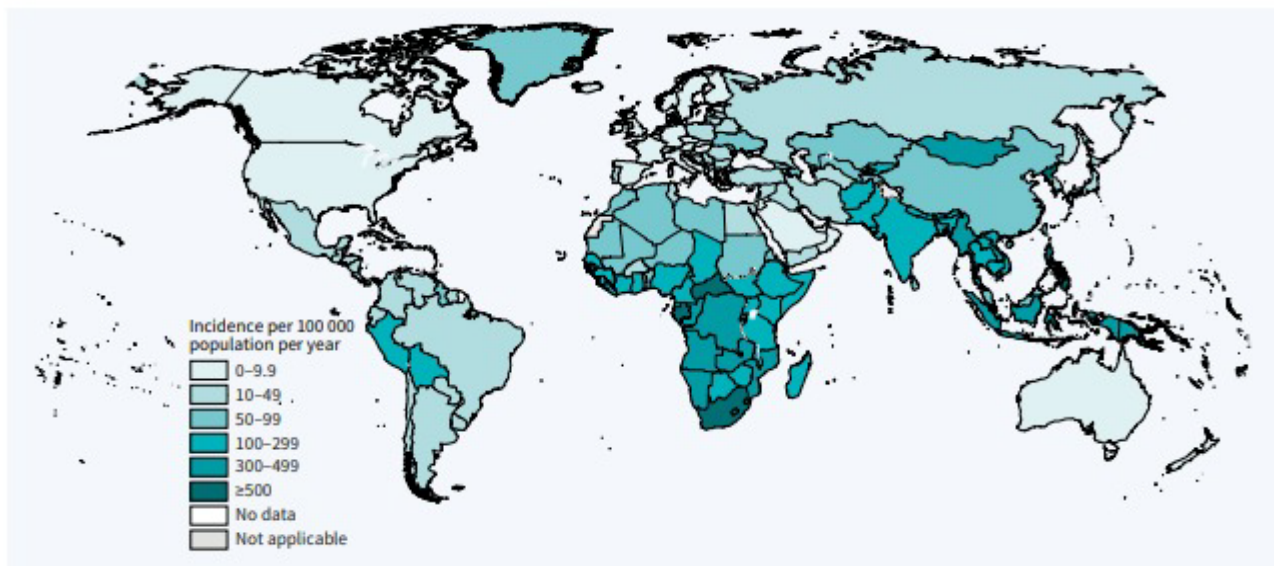 Incidence per 100 000
population per year
0–9.9
10–49
50–99
100–299
300–499
≥500
No data
Not applicable